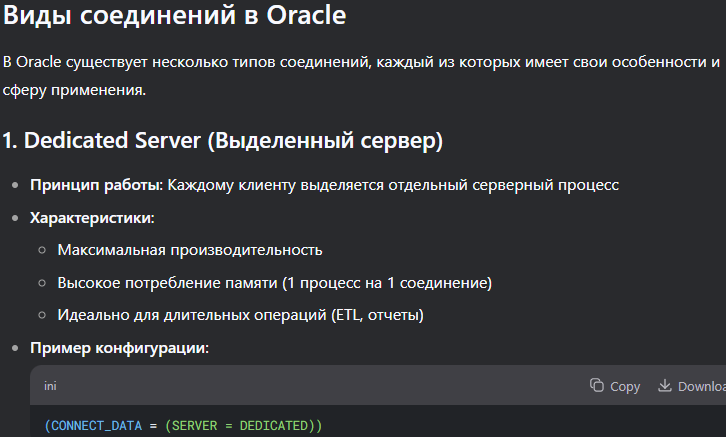 Виды соединений в Oracle
В Oracle существует несколько типов соединений, каждый из которых имеет свои особенности и
сферу применения.
1. Dedicated Server (Выделенный сервер)
Принцип работы: Каждому клиенту выделяется отдельный серверный процесс
Характеристики:
Максимальная производительность
Высокое потребление памяти (1 процесс на 1 соединение)
Идеально для длительных операций (ETL, отчеты)
Пример конфигурации:
ini Copy Downloa
(CONNECT_DATA = (SERVER = DEDICATED))